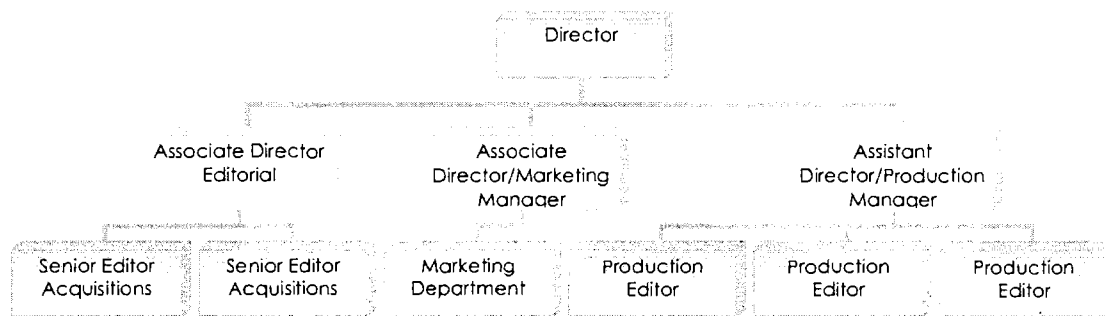 Director
Associate Director
Editorial
Associate
Director/Marketing
Manager
Assistant
Director/Production
Manager
Senior Editor
Acquisitions
Senior Editor
Acquisitions
Marketing
Department
Production
Editor
Production
Editor
Production
Editor